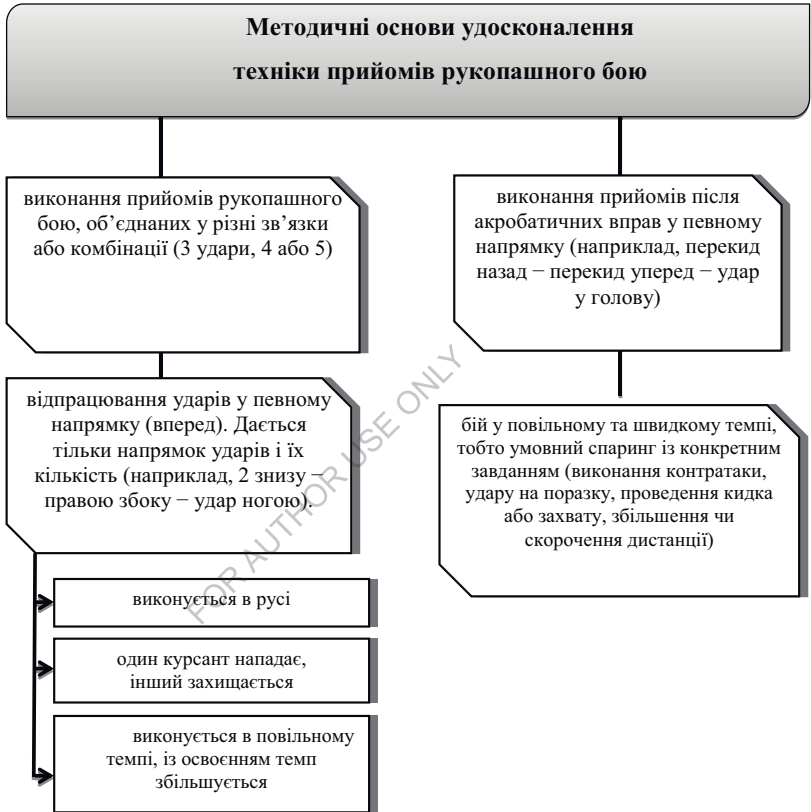 Методичні основи удосконалення
техніки прийомів рукопашного бою
виконання прийомів рукопашного
бою, об’єднаних у різні зв’язки
або комбінації (3 удари, 4 або 5)
виконання прийомів після
акробатичних вправ у певному
напрямку (наприклад, перекид
назад − перекид уперед − удар
у голову)
відпрацювання ударів у певному
напрямку (вперед). Дається
тільки напрямок ударів і їх
кількість (наприклад, 2 знизу −
правою збоку − удар ногою).
бій у повільному та швидкому темпі,
тобто умовний спаринг із конкретним
завданням (виконання контратаки,
удару на поразку, проведення кидка
або захвату, збільшення чи
скорочення дистанції)
виконується в русі
один курсант нападає,
інший захищається
виконується в повільному
темпі, із освоєнням темп
збільшується
FOR AUTHOR USE ONLY